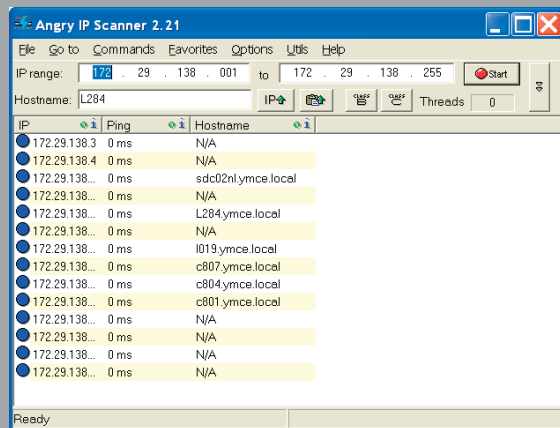 Angry IP Scanner 2.21
File Go to Commands Favorites Options Utils Help
IP range: 172 . 29 . 138 . 001 to 172 . 29 . 138 . 255 Start
Hostname: L284 IP CLASS B CLASS C Threads 0
IP Ping Hostname
172.29.138.3 0 ms N/A
172.29.138.4 0 ms N/A
172.29.138... 0 ms sdc02nl.ymce.local
172.29.138... 0 ms N/A
172.29.138... 0 ms L284.ymce.local
172.29.138... 0 ms N/A
172.29.138... 0 ms l019.ymce.local
172.29.138... 0 ms c807.ymce.local
172.29.138... 0 ms c804.ymce.local
172.29.138... 0 ms c801.ymce.local
172.29.138... 0 ms N/A
172.29.138... 0 ms N/A
172.29.138... 0 ms N/A
172.29.138... 0 ms N/A
Ready